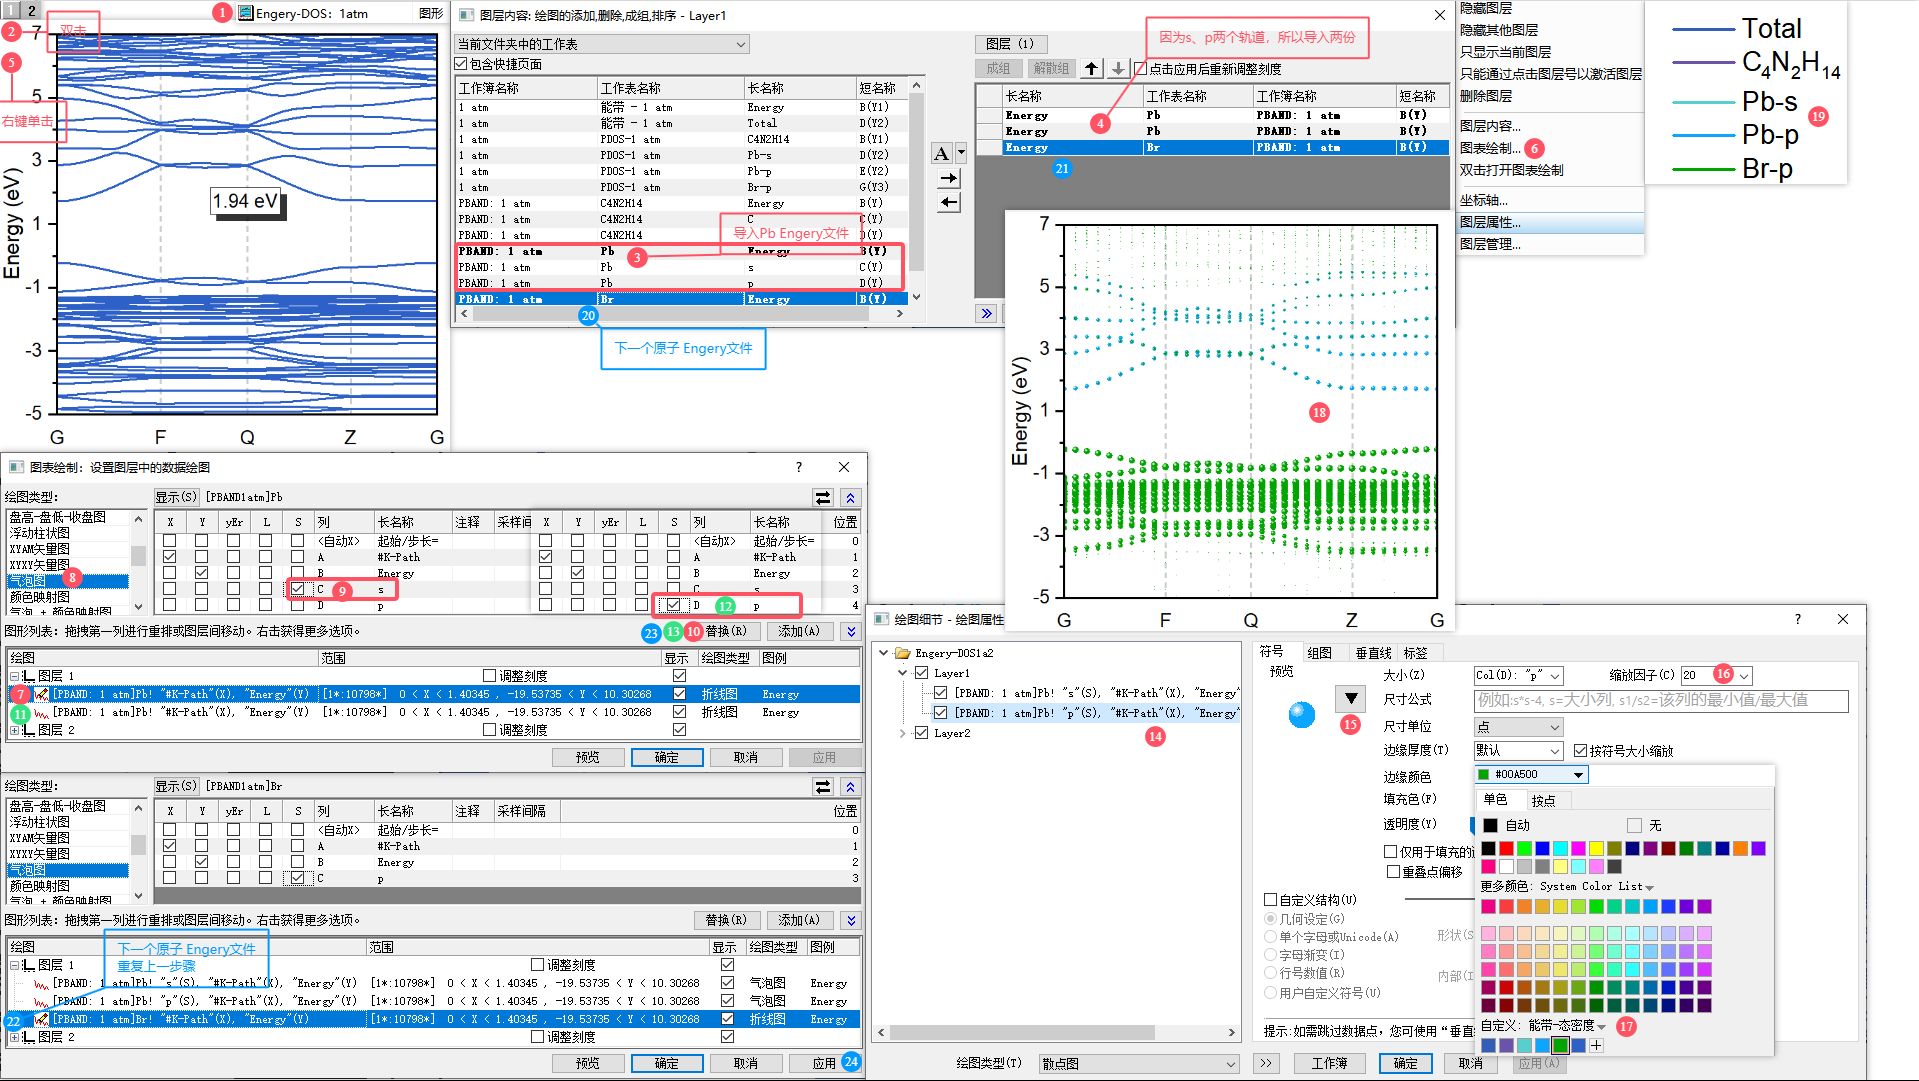 1 2
1 Engery-DOS: 1atm 图形
2 双击
5
右键单击
7
5
3
1
-1
-3
-5
Energy (eV)
1.94 eV
G F Q Z G
图层内容: 绘图的添加,删除,成组,排序 - Layer1
当前文件夹中的工作表
包含快捷页面
工作簿名称 工作表名称 长名称 短名称
1 atm 能带 - 1 atm Energy B(Y1)
1 atm 能带 - 1 atm Total D(Y2)
1 atm PDOS-1 atm C4N2H14 B(Y1)
1 atm PDOS-1 atm Pb-s D(Y2)
1 atm PDOS-1 atm Pb-p E(Y2)
1 atm PDOS-1 atm Br-p G(Y3)
PBAND: 1 atm C4N2H14 Energy B(Y)
PBAND: 1 atm C4N2H14 C C(Y)
PBAND: 1 atm C4N2H14
导入Pb Engery文件
PBAND: 1 atm Pb 3 Energy B(Y)
PBAND: 1 atm Pb s C(Y)
PBAND: 1 atm Pb p D(Y)
PBAND: 1 atm Br Energy B(Y)
20
下一个原子 Engery文件
A
图层 (1)
因为s、p两个轨道，所以导入两份
成组 解散组 点击应用后重新调整刻度
长名称 工作表名称 工作簿名称 短名称
Energy Pb PBAND: 1 atm B(Y)
Energy Pb PBAND: 1 atm B(Y)
Energy Br PBAND: 1 atm B(Y)
4
21
隐藏图层
隐藏其他图层
只显示当前图层
只能通过点击图层号以激活图层
删除图层
图层内容...
图表绘制... 6
双击打开图表绘制
坐标轴...
图层属性...
图层管理...
Total
C4N2H14
Pb-s
Pb-p
Br-p
19
7
5
3
1
-1
-3
-5
Energy (eV)
18
G F Q Z G
图表绘制: 设置图层中的数据绘图 ?
绘图类型: 显示(S) [PBAND1atm]Pb
盘高-盘低-收盘图
浮动柱状图
XYAM矢量图
XYXY矢量图
气泡图 8
颜色映射图
气泡 + 颜色映射图
X Y yEr L S 列 长名称 注释 采样间 X Y yEr L S 列 长名称 位置
<自动X> 起始/步长= <自动X> 起始/步长= 0
A #K-Path A #K-Path 1
B Energy B Energy 2
C 9 s C s 3
D p D 12 p 4
图形列表: 拖拽第一列进行重排或图层间移动。右击获得更多选项。 23 13 10 替换(R) 添加(A)
绘图 范围 显示 绘图类型 图例
图层 1 调整刻度
7 [PBAND: 1 atm]Pb! "#K-Path"(X), "Energy"(Y) [1*:10798*] 0 < X < 1.40345 , -19.53735 < Y < 10.30268 折线图 Energy
11 [PBAND: 1 atm]Pb! "#K-Path"(X), "Energy"(Y) [1*:10798*] 0 < X < 1.40345 , -19.53735 < Y < 10.30268 折线图 Energy
图层 2 调整刻度
预览 确定 取消 应用
绘图类型: 显示(S) [PBAND1atm]Br
盘高-盘低-收盘图
浮动柱状图
XYAM矢量图
XYXY矢量图
气泡图
颜色映射图
气泡 + 颜色映射图
X Y yEr L S 列 长名称 注释 采样间隔 位置
<自动X> 起始/步长= 0
A #K-Path 1
B Energy 2
C p 3
图形列表: 拖拽第一列进行重排或图层间移动。右击获得更多选项。 替换(R) 添加(A)
绘图 范围 显示 绘图类型 图例
下一个原子 Engery文件
重复上一步骤
图层 1 调整刻度
[PBAND: 1 atm]Pb! "s"(S), "#K-Path"(X), "Energy"(Y) [1*:10798*] 0 < X < 1.40345 , -19.53735 < Y < 10.30268 气泡图 Energy
[PBAND: 1 atm]Pb! "p"(S), "#K-Path"(X), "Energy"(Y) [1*:10798*] 0 < X < 1.40345 , -19.53735 < Y < 10.30268 气泡图 Energy
22 [PBAND: 1 atm]Br! "#K-Path"(X), "Energy"(Y) [1*:10798*] 0 < X < 1.40345 , -19.53735 < Y < 10.30268 折线图 Energy
图层 2 调整刻度
预览 确定 取消 应用 24
绘图细节 - 绘图属性 ?
Engery-DOS1a2
Layer1
[PBAND: 1 atm]Pb! "s"(S), "#K-Path"(X), "Energy"
[PBAND: 1 atm]Pb! "p"(S), "#K-Path"(X), "Energy"
14
Layer2
符号 组图 垂直线 标签
预览
15
大小(Z) Col(D): "p" 缩放因子(C) 20 16
尺寸公式 例如:s*s-4, s=大小列, s1/s2=该列的最小值/最大值
尺寸单位 点
边缘厚度(T) 默认 按符号大小缩放
边缘颜色 #00A500
填充色(F)
透明度(Y)
仅用于填充的
重叠点偏移
单色 按点
自动 无
更多颜色: System Color List
自定义: 能带-态密度 17
自定义结构(U)
几何设定(G)
单个字母或Unicode(A) 形状(S
字母渐变(I)
行号数值(R) 内部(I
用户自定义符号(U)
提示:如需跳过数据点，您可使用“垂直
绘图类型(T) 散点图 >> 工作簿 确定 取消 应用(A)